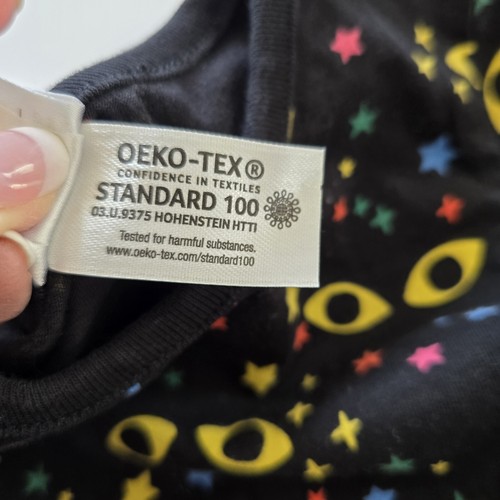 OEKO-TEX®
CONFIDENCE IN TEXTILES
STANDARD 100
03.U.9375 HOHENSTEIN HTTI
Tested for harmful substances.
www.oeko-tex.com/standard100